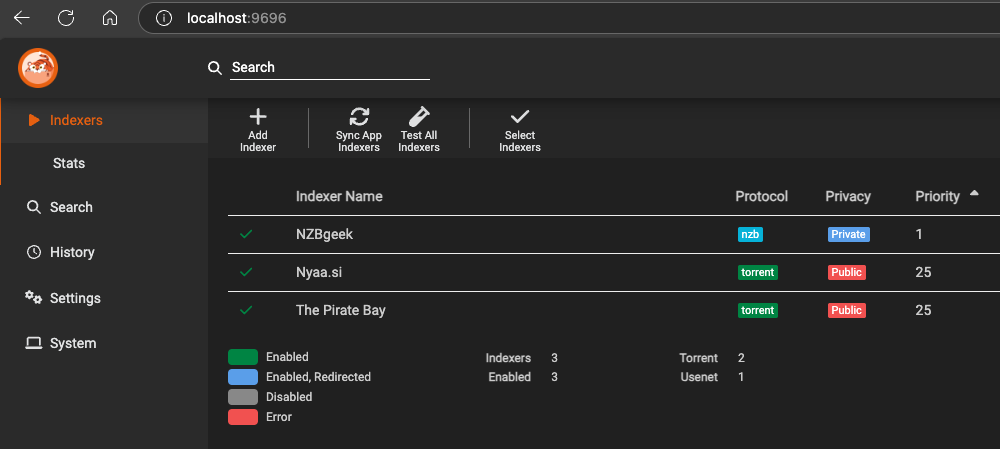 localhost:9696
Search
Indexers
Stats
Search
History
Settings
System
Add Indexer
Sync App Indexers
Test All Indexers
Select Indexers
Indexer Name Protocol Privacy Priority
NZBgeek nzb Private 1
Nyaa.si torrent Public 25
The Pirate Bay torrent Public 25
Enabled
Enabled, Redirected
Disabled
Error
Indexers 3
Enabled 3
Torrent 2
Usenet 1